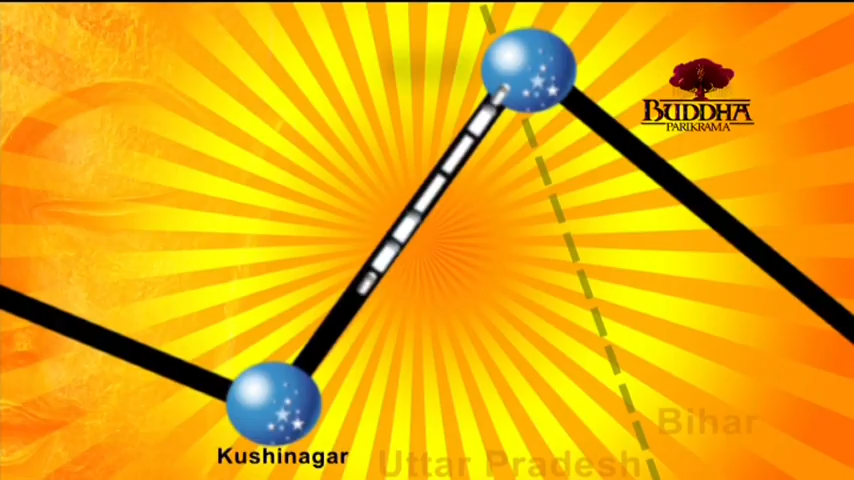 BUDDHA
PARIKRAMA
Bihar
Kushinagar
Uttar Pradesh